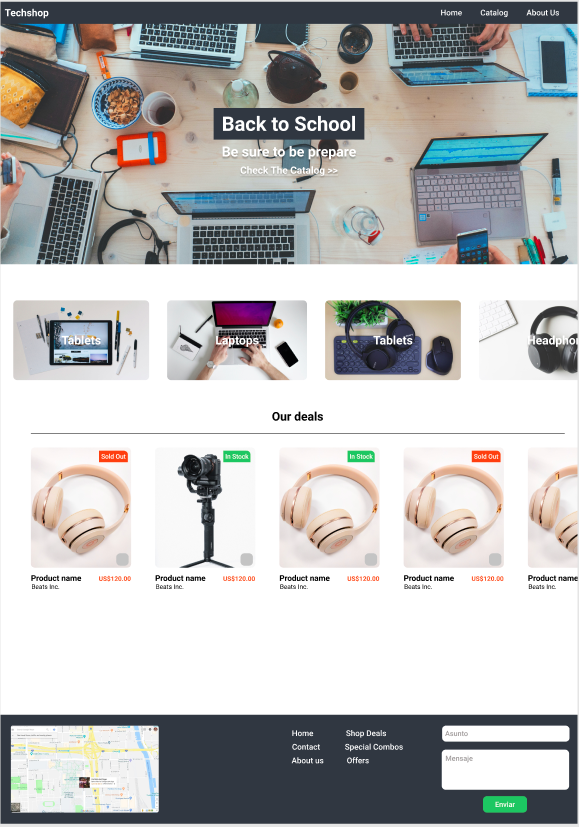 Techshop
Home Catalog About Us
Back to School
Be sure to be prepare
Check The Catalog >>
Tablets
Laptops
Tablets
Headphon
Our deals
Sold Out
In Stock
In Stock
Sold Out
Product name US$120.00
Beats Inc.
Product name US$120.00
Beats Inc.
Product name US$120.00
Beats Inc.
Product name US$120.00
Beats Inc.
Product name
Beats Inc.
Home Shop Deals
Contact Special Combos
About us Offers
Asunto
Mensaje
Enviar